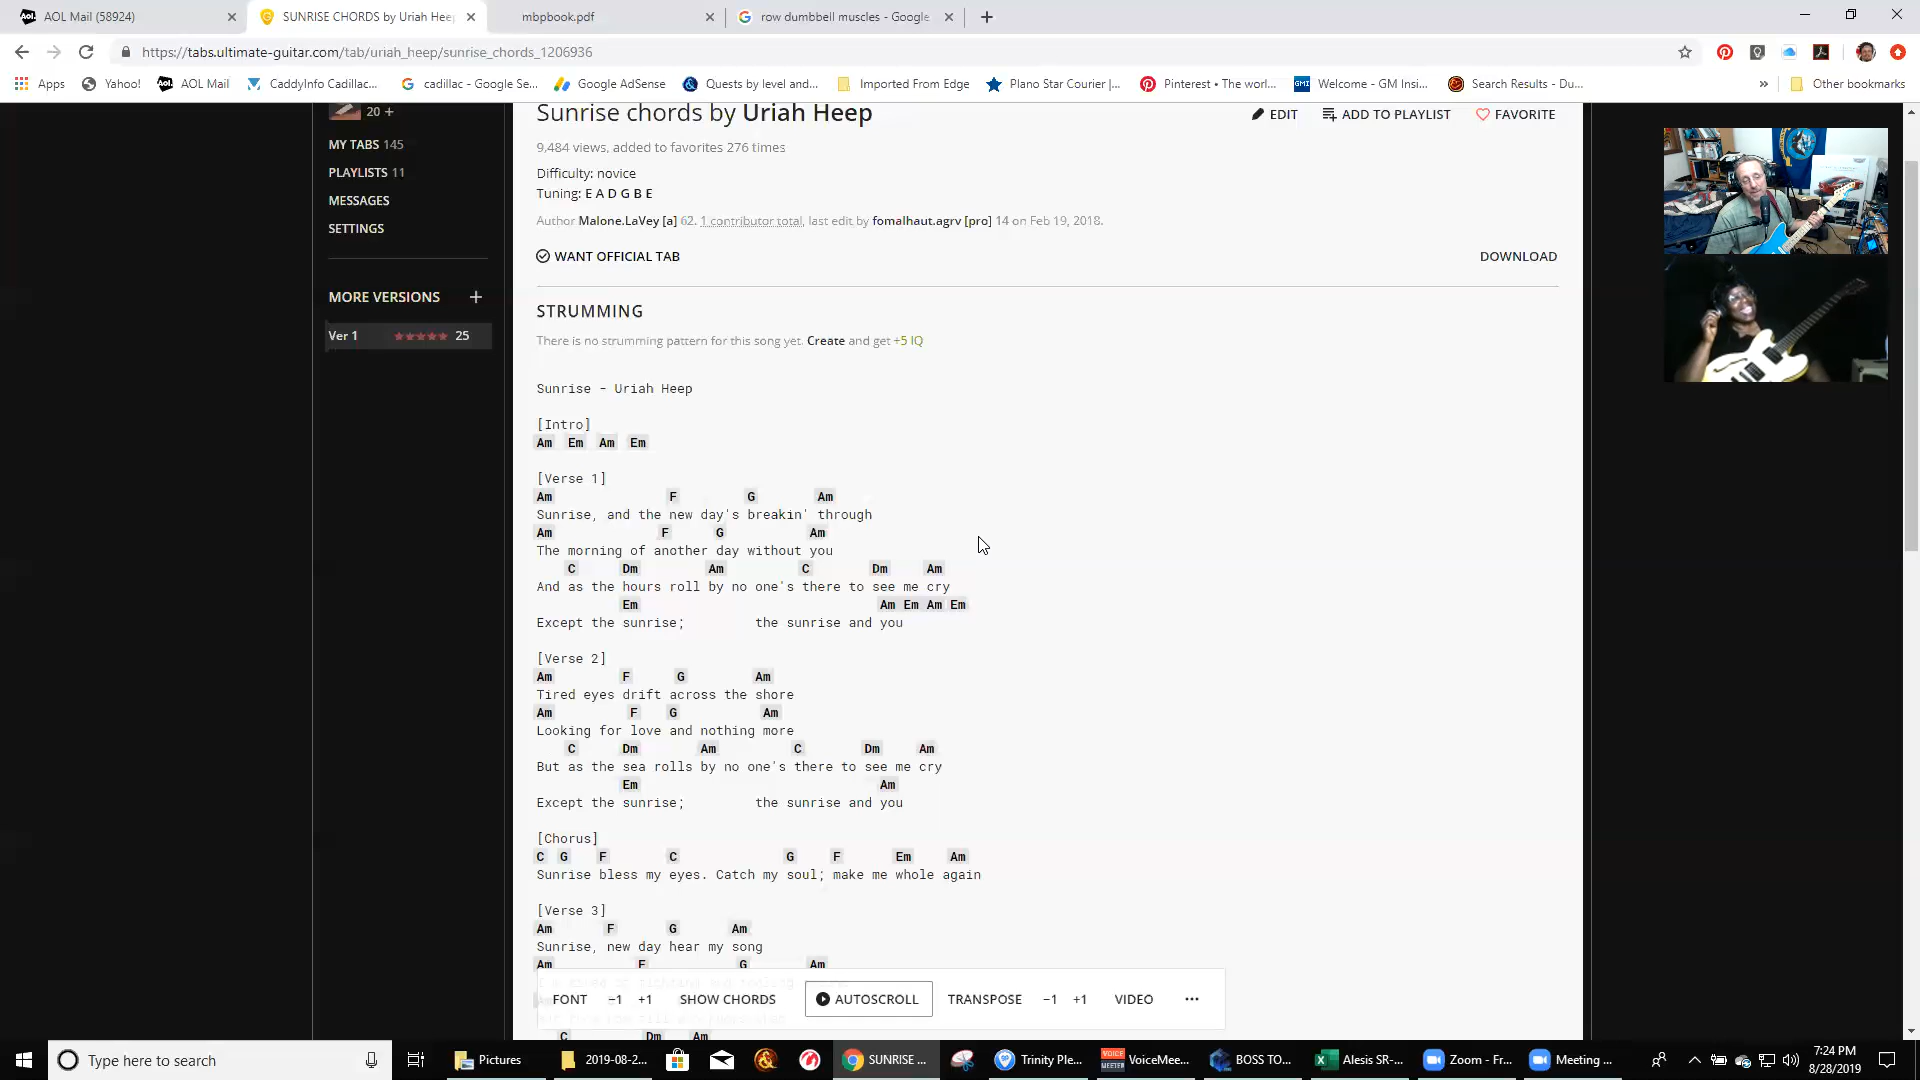 AOL Mail (58924)
SUNRISE CHORDS by Uriah Heep
mbpbook.pdf
row dumbbell muscles - Google
https://tabs.ultimate-guitar.com/tab/uriah_heep/sunrise_chords_1206936
Apps
Yahoo!
AOL Mail
CaddyInfo Cadillac...
cadillac - Google Se...
Google AdSense
Quests by level and...
Imported From Edge
Plano Star Courier |...
Pinterest • The worl...
GMI
Welcome - GM Insi...
Search Results - Du...
»
Other bookmarks
20 +
MY TABS 145
PLAYLISTS 11
MESSAGES
SETTINGS
MORE VERSIONS +
Ver 1 ★★★★★ 25
Sunrise chords by Uriah Heep
EDIT ADD TO PLAYLIST FAVORITE
9,484 views, added to favorites 276 times
Difficulty: novice
Tuning: E A D G B E
Author Malone.LaVey [a] 62. 1 contributor total, last edit by fomalhaut.agrv [pro] 14 on Feb 19, 2018.
WANT OFFICIAL TAB
DOWNLOAD
STRUMMING
There is no strumming pattern for this song yet. Create and get +5 IQ
Sunrise - Uriah Heep
[Intro]
Am Em Am Em
[Verse 1]
Am F G Am
Sunrise, and the new day's breakin' through
Am F G Am
The morning of another day without you
C Dm Am C Dm Am
And as the hours roll by no one's there to see me cry
Em Am Em Am Em
Except the sunrise; the sunrise and you
[Verse 2]
Am F G Am
Tired eyes drift across the shore
Am F G Am
Looking for love and nothing more
C Dm Am C Dm Am
But as the sea rolls by no one's there to see me cry
Em Am
Except the sunrise; the sunrise and you
[Chorus]
C G F C G F Em Am
Sunrise bless my eyes. Catch my soul; make me whole again
[Verse 3]
Am F G Am
Sunrise, new day hear my song
Am F G Am
FONT −1 +1 SHOW CHORDS AUTOSCROLL TRANSPOSE −1 +1 VIDEO ...
C Dm Am
Type here to search
Pictures
2019-08-2...
SUNRISE ...
Trinity Ple...
VoiceMee...
BOSS TO...
Alesis SR-...
Zoom - Fr...
Meeting ...
7:24 PM
8/28/2019